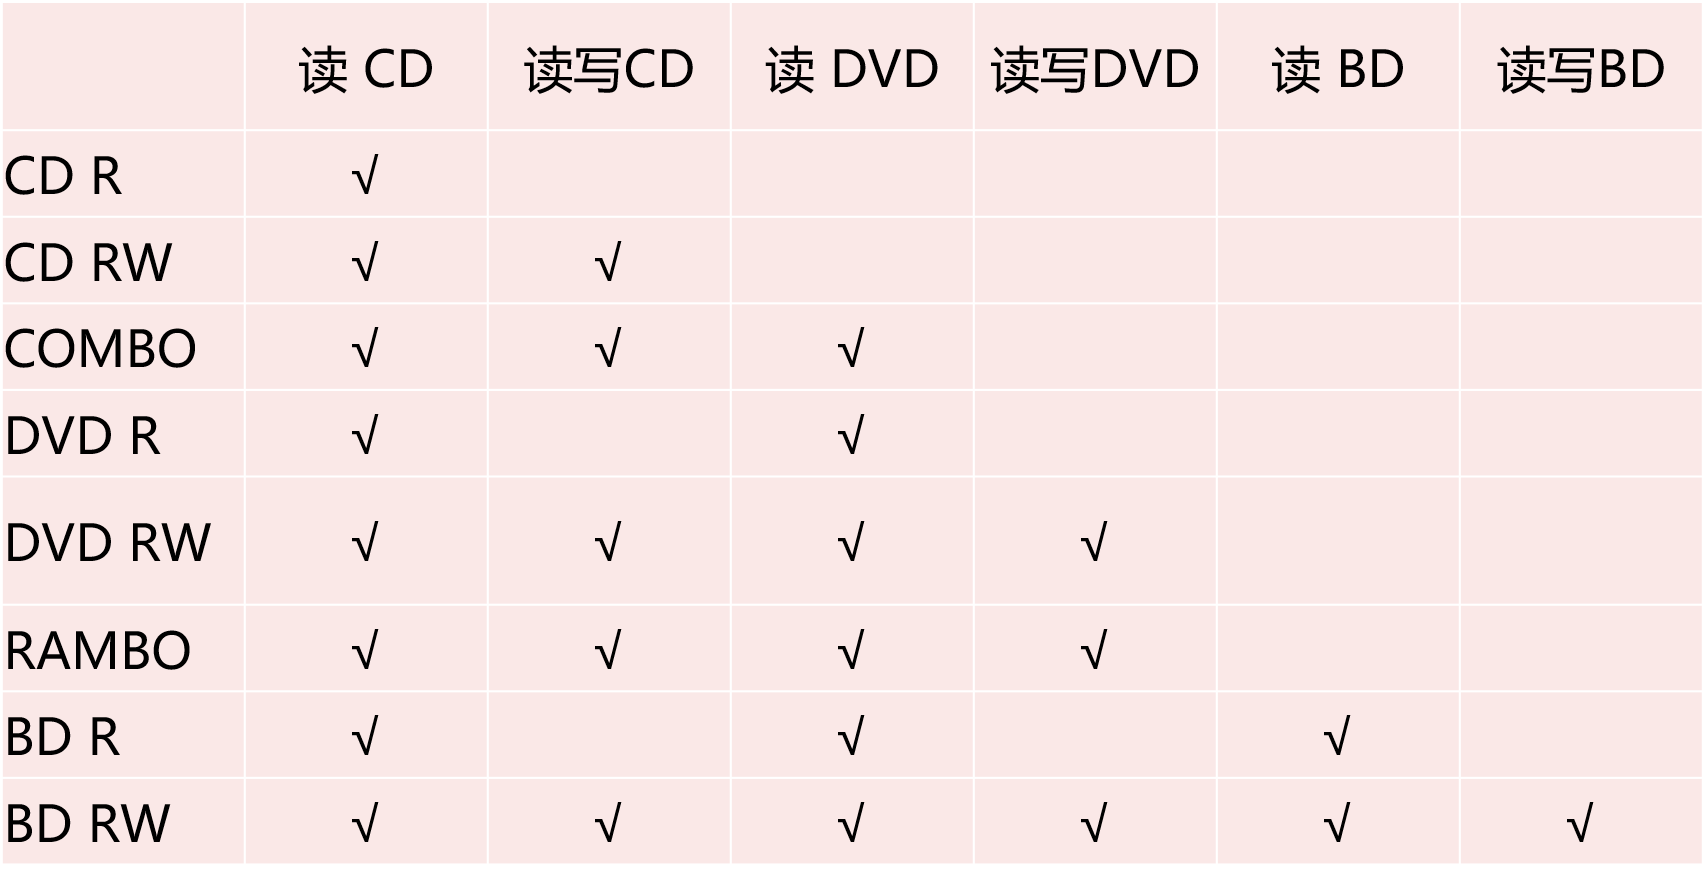 读 CD 读写CD 读 DVD 读写DVD 读 BD 读写BD
CD R √
CD RW √ √
COMBO √ √ √
DVD R √ √
DVD RW √ √ √ √
RAMBO √ √ √ √
BD R √ √ √
BD RW √ √ √ √ √ √